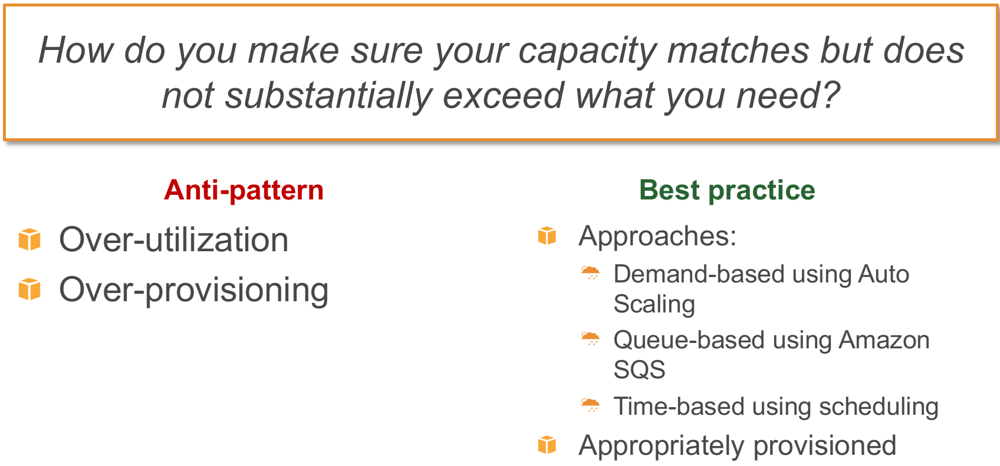 How do you make sure your capacity matches but does
not substantially exceed what you need?
Anti-pattern
Over-utilization
Over-provisioning
Best practice
Approaches:
Demand-based using Auto
Scaling
Queue-based using Amazon
SQS
Time-based using scheduling
Appropriately provisioned